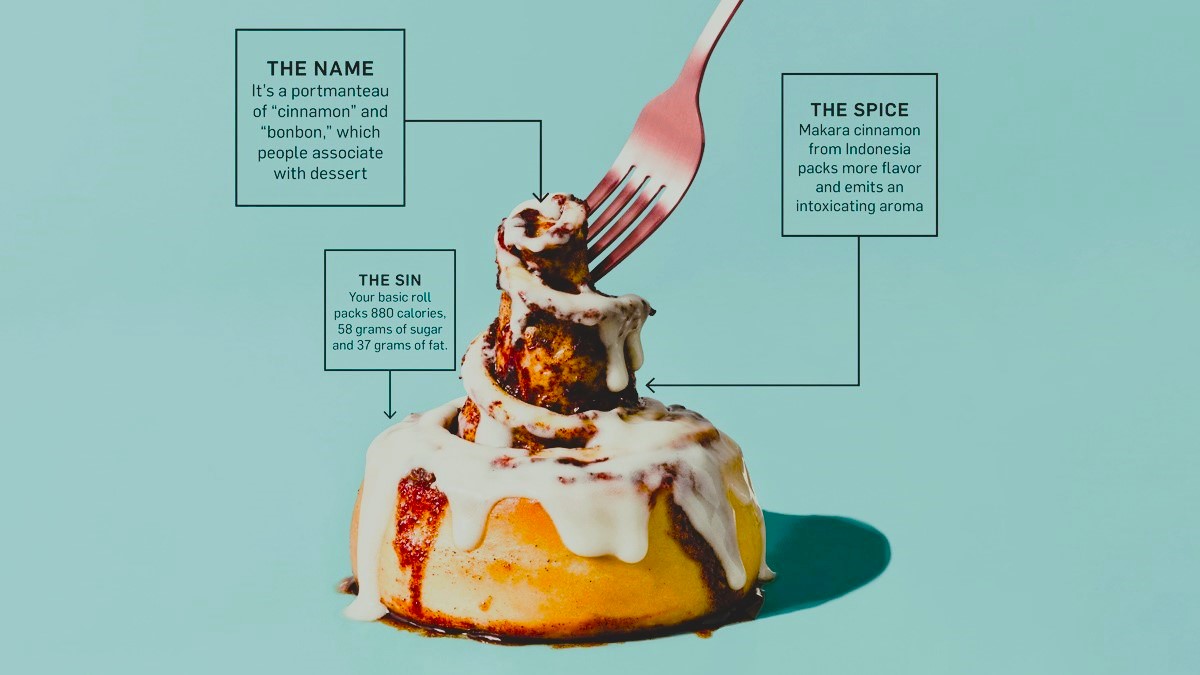 THE NAME
It's a portmanteau
of “cinnamon” and
“bonbon,” which
people associate
with dessert
THE SPICE
Makara cinnamon
from Indonesia
packs more flavor
and emits an
intoxicating aroma
THE SIN
Your basic roll
packs 880 calories,
58 grams of sugar
and 37 grams of fat.